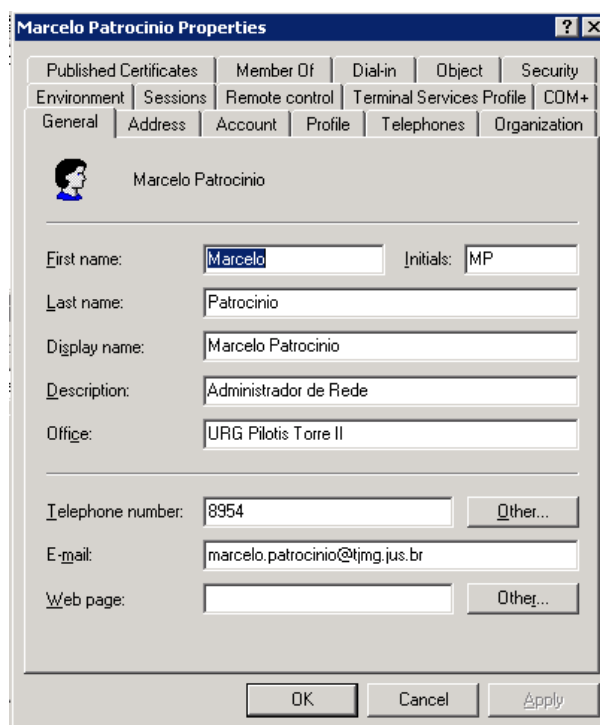 Marcelo Patrocinio Properties
Published Certificates Member Of Dial-in Object Security
Environment Sessions Remote control Terminal Services Profile COM+
General Address Account Profile Telephones Organization
Marcelo Patrocinio
First name: Marcelo Initials: MP
Last name: Patrocinio
Display name: Marcelo Patrocinio
Description: Administrador de Rede
Office: URG Pilotis Torre II
Telephone number: 8954 Other...
E-mail: marcelo.patrocinio@tjmg.jus.br
Web page: Other...
OK Cancel Apply